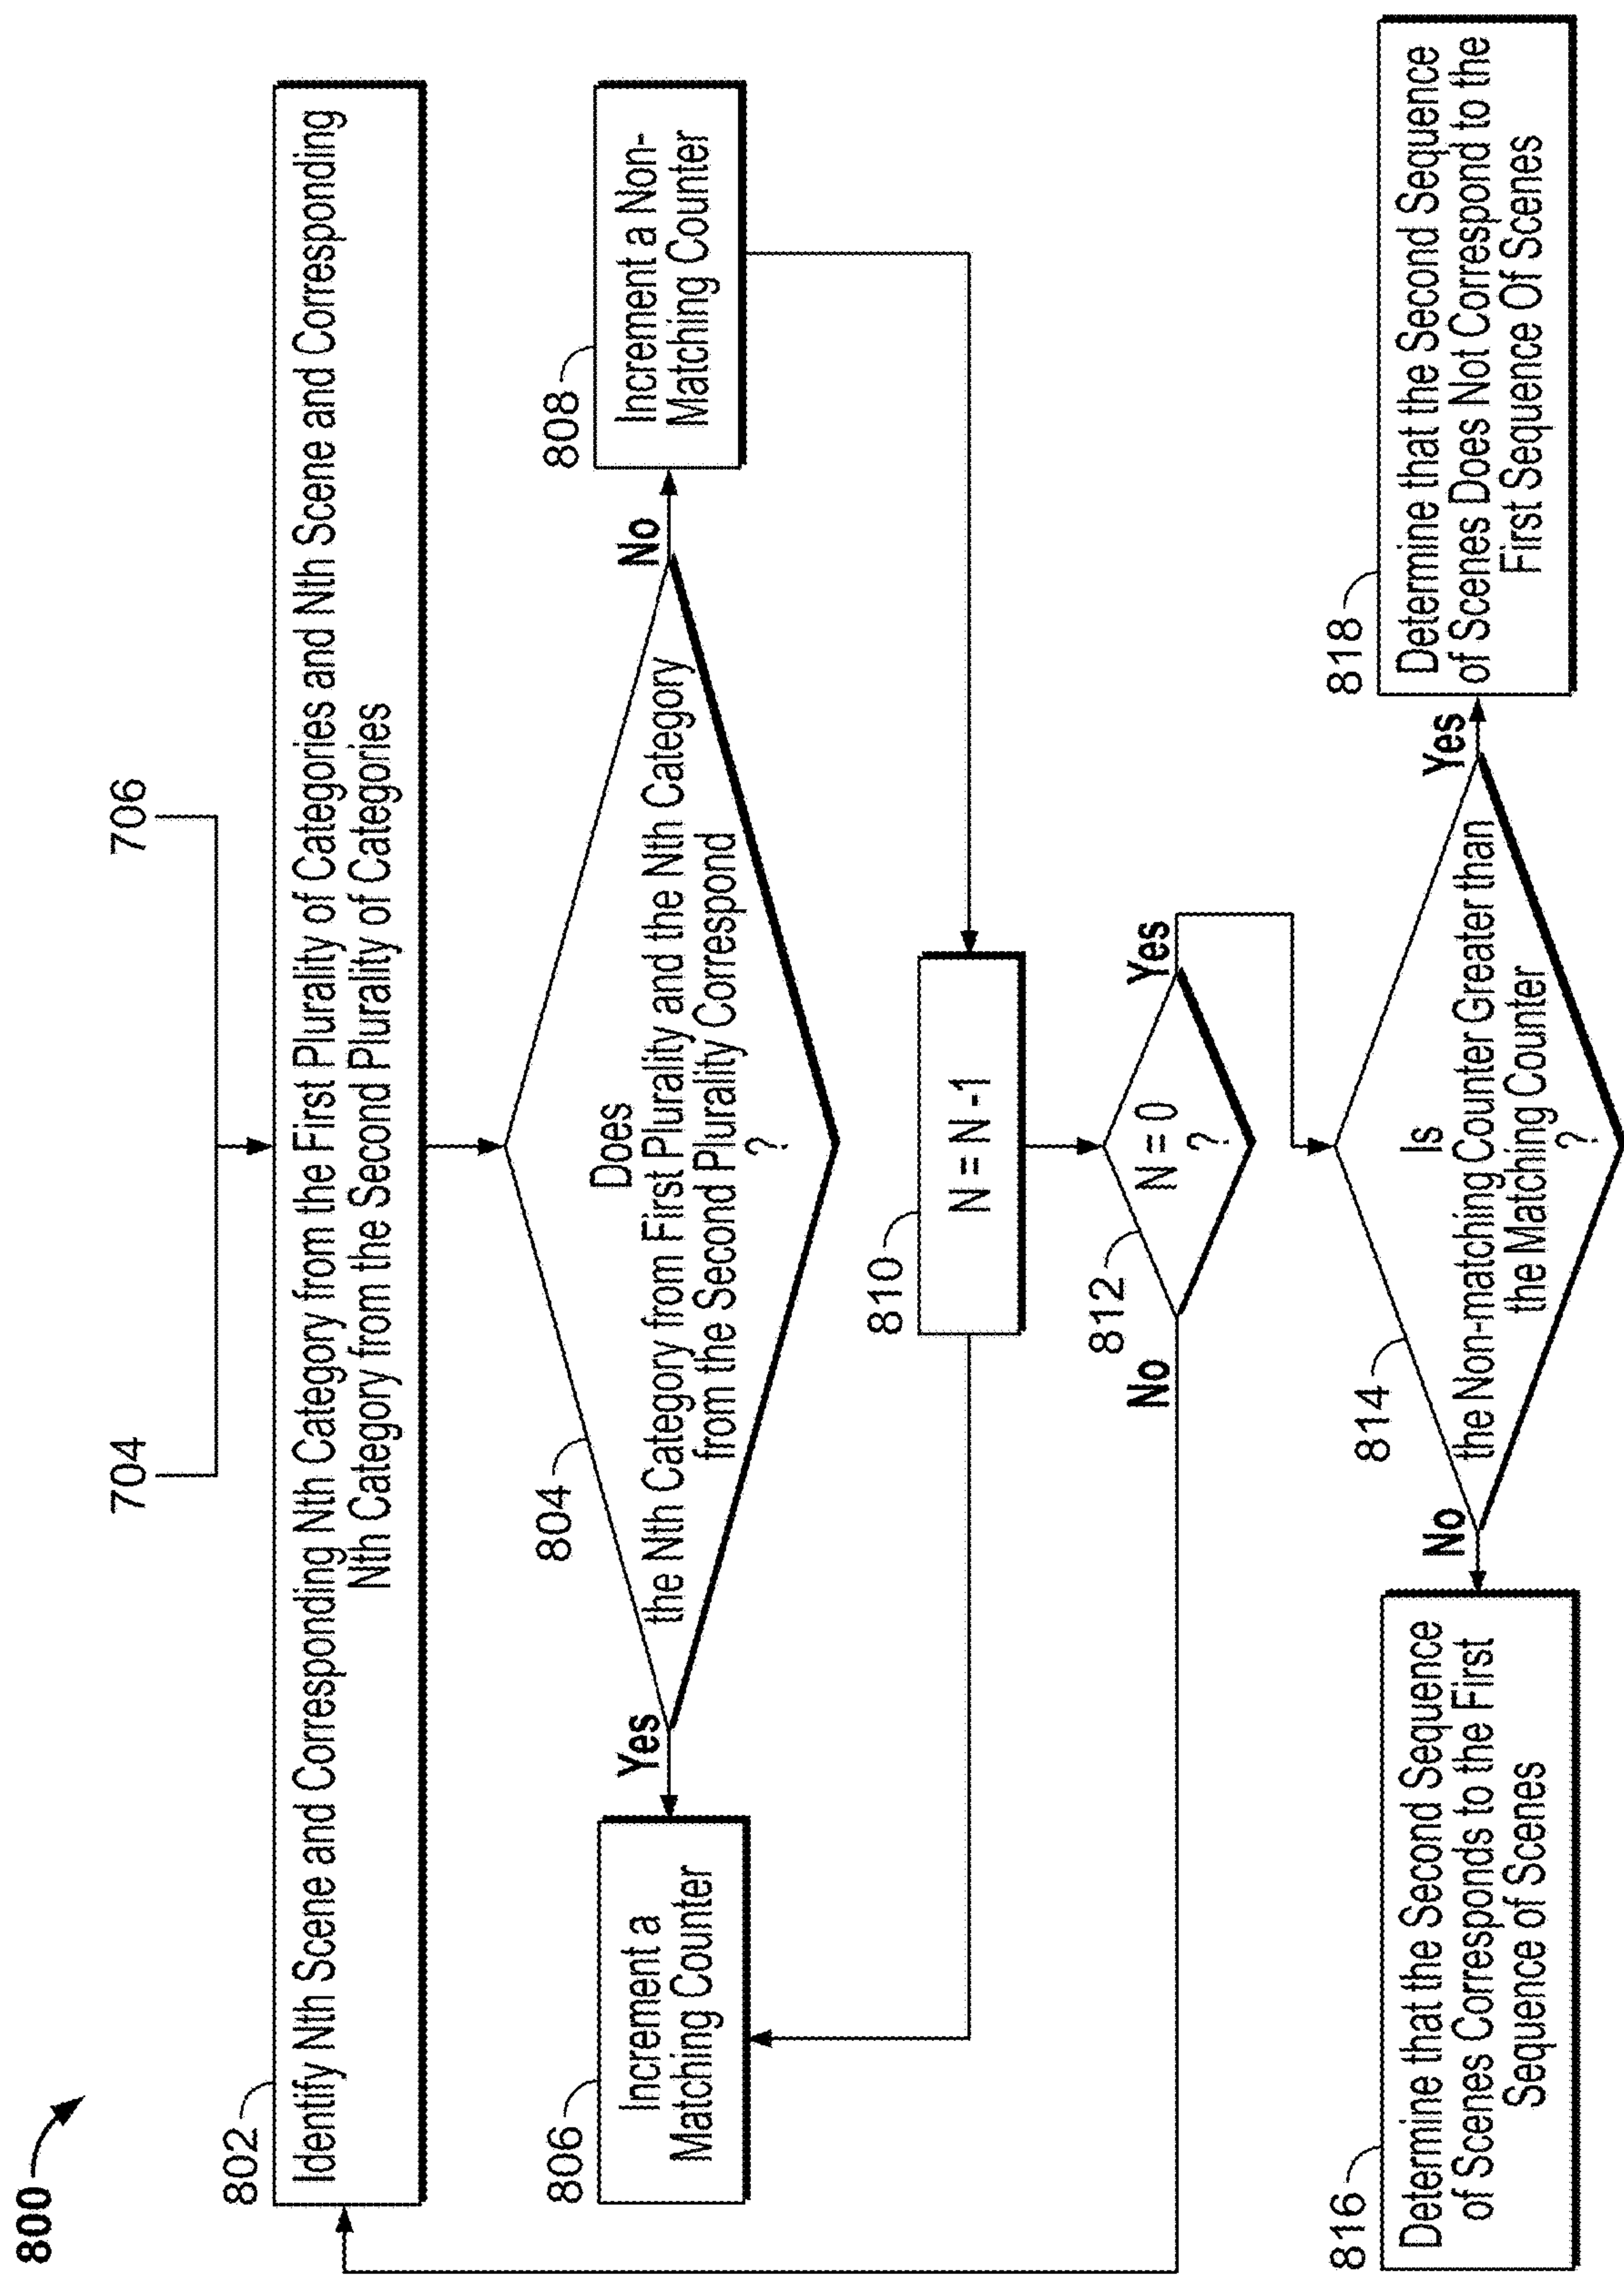 800
704
706
802
Identify Nth Scene and Corresponding Nth Category from the First Plurality of Categories and Nth Scene and Corresponding
Nth Category from the Second Plurality of Categories
804
Does
the Nth Category from First Plurality and the Nth Category
from the Second Plurality Correspond
?
Yes
No
806
Increment a
Matching Counter
808
Increment a Non-
Matching Counter
810
N = N -1
812
N = 0
?
No
Yes
814
Is
the Non-matching Counter Greater than
the Matching Counter
?
No
Yes
816
Determine that the Second Sequence
of Scenes Corresponds to the First
Sequence of Scenes
818
Determine that the Second Sequence
of Scenes Does Not Correspond to the
First Sequence Of Scenes